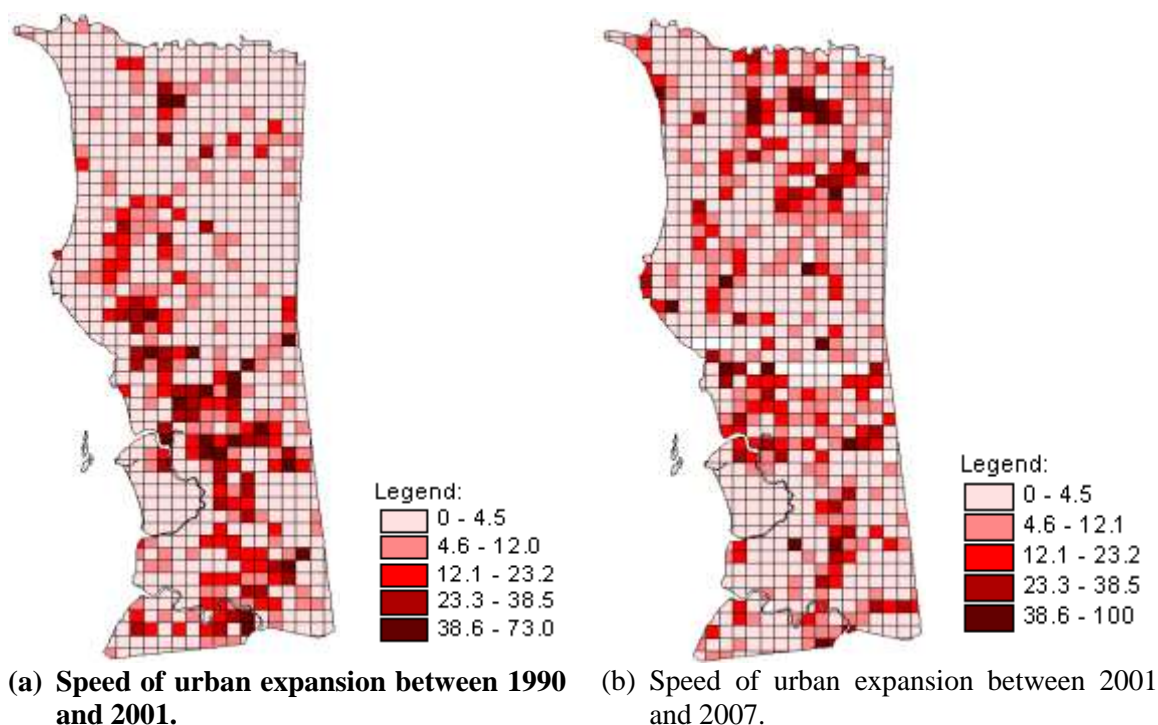 Legend:
0 - 4.5
4.6 - 12.0
12.1 - 23.2
23.3 - 38.5
38.6 - 73.0
Legend:
0 - 4.5
4.6 - 12.1
12.1 - 23.2
23.3 - 38.5
38.6 - 100
(a) Speed of urban expansion between 1990
and 2001.
(b) Speed of urban expansion between 2001
and 2007.